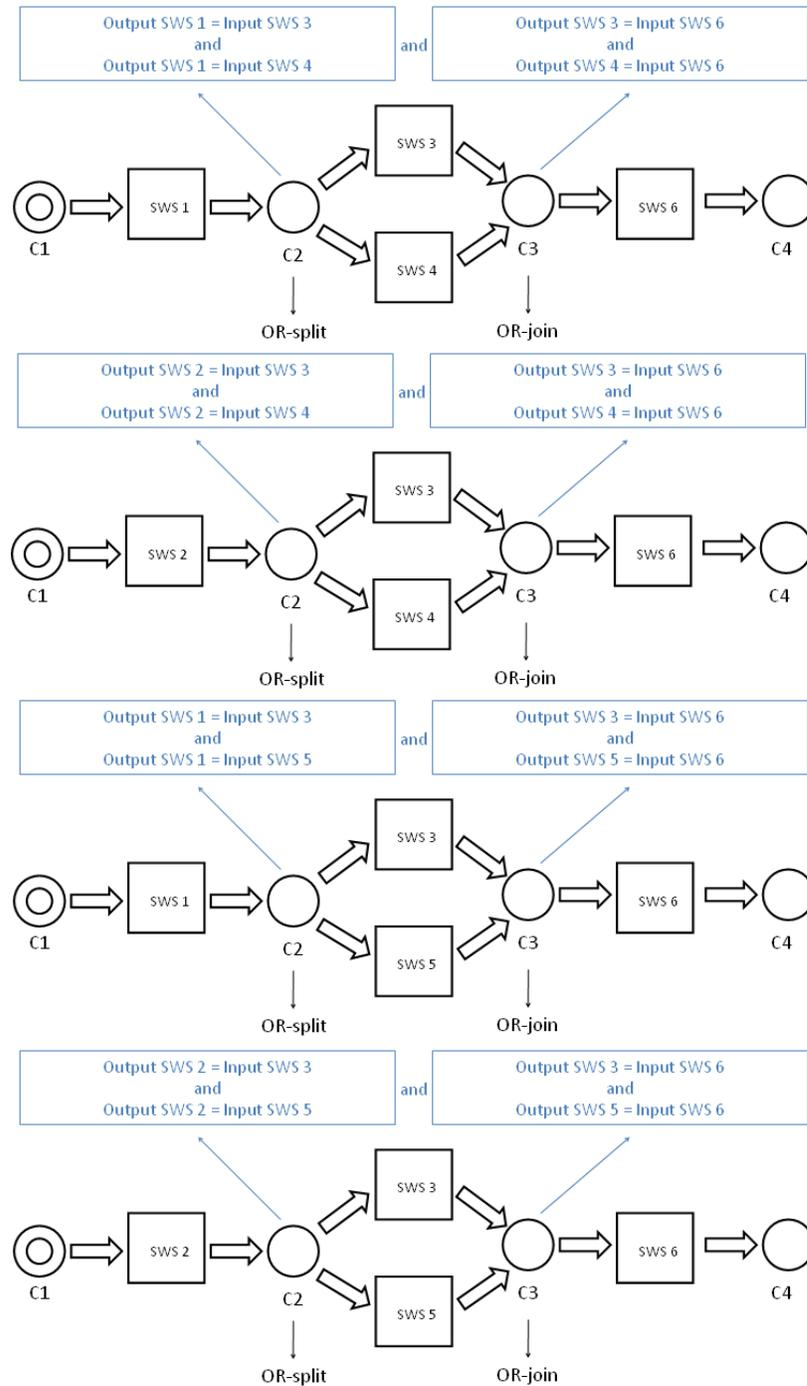 Output SWS 1 = Input SWS 3
and
Output SWS 1 = Input SWS 4
and
Output SWS 3 = Input SWS 6
and
Output SWS 4 = Input SWS 6
SWS 3
SWS 1
SWS 6
SWS 4
C1
C2
C3
C4
OR-split
OR-join
Output SWS 2 = Input SWS 3
and
Output SWS 2 = Input SWS 4
and
Output SWS 3 = Input SWS 6
and
Output SWS 4 = Input SWS 6
SWS 3
SWS 2
SWS 6
SWS 4
C1
C2
C3
C4
OR-split
OR-join
Output SWS 1 = Input SWS 3
and
Output SWS 1 = Input SWS 5
and
Output SWS 3 = Input SWS 6
and
Output SWS 5 = Input SWS 6
SWS 3
SWS 1
SWS 6
SWS 5
C1
C2
C3
C4
OR-split
OR-join
Output SWS 2 = Input SWS 3
and
Output SWS 2 = Input SWS 5
and
Output SWS 3 = Input SWS 6
and
Output SWS 5 = Input SWS 6
SWS 3
SWS 2
SWS 6
SWS 5
C1
C2
C3
C4
OR-split
OR-join